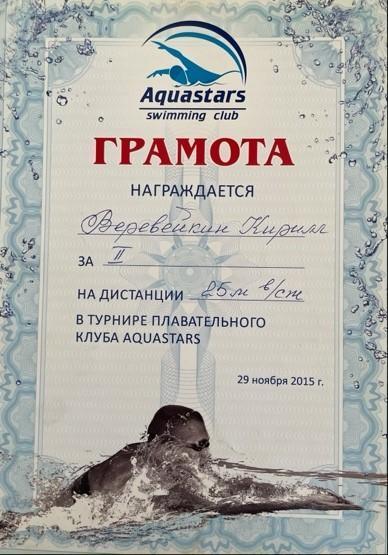 Aquastars
swimming club
ГРАМОТА
НАГРАЖДАЕТСЯ
Веревейкин Кирилл
ЗА II
НА ДИСТАНЦИИ 25м в/ст
В ТУРНИРЕ ПЛАВАТЕЛЬНОГО
КЛУБА AQUASTARS
29 ноября 2015 г.